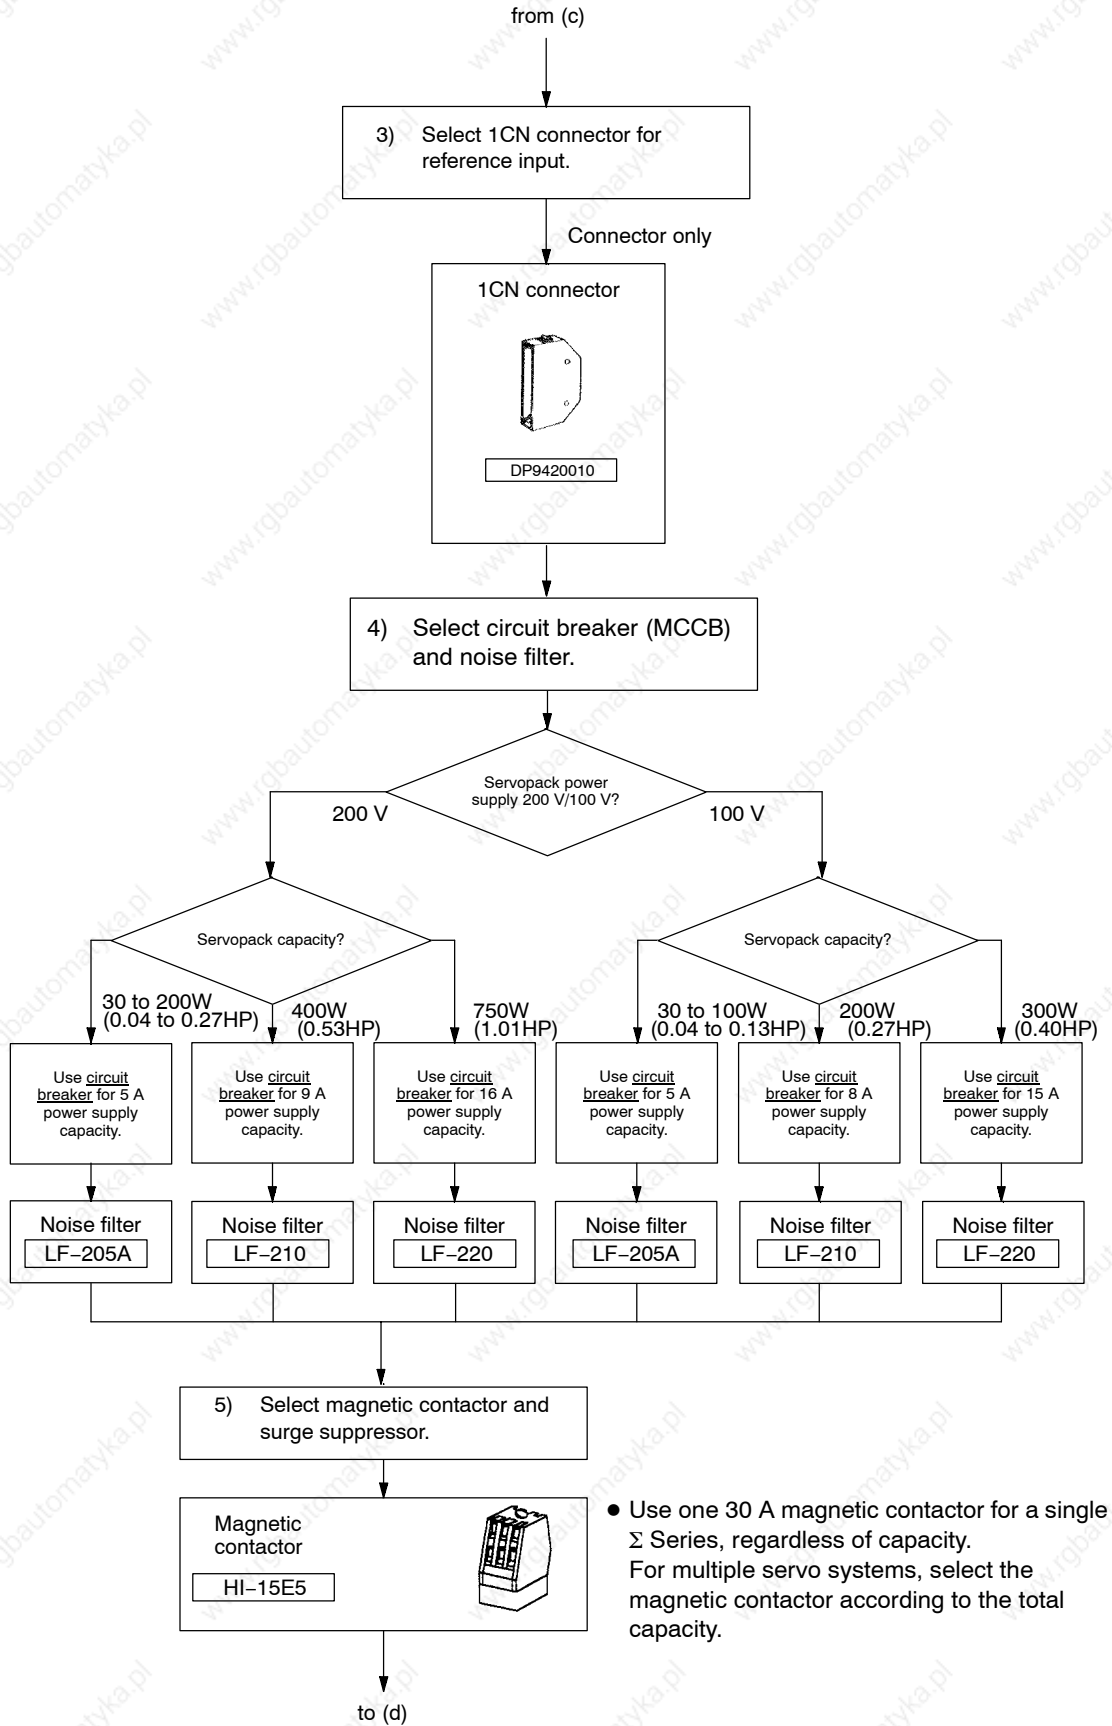 from (c)
3) Select 1CN connector for
reference input.
Connector only
1CN connector
DP9420010
4) Select circuit breaker (MCCB)
and noise filter.
Servopack power
supply 200 V/100 V?
200 V
100 V
Servopack capacity?
Servopack capacity?
30 to 200W
(0.04 to 0.27HP)
400W
(0.53HP)
750W
(1.01HP)
30 to 100W
(0.04 to 0.13HP)
200W
(0.27HP)
300W
(0.40HP)
Use circuit
breaker for 5 A
power supply
capacity.
Use circuit
breaker for 9 A
power supply
capacity.
Use circuit
breaker for 16 A
power supply
capacity.
Use circuit
breaker for 5 A
power supply
capacity.
Use circuit
breaker for 8 A
power supply
capacity.
Use circuit
breaker for 15 A
power supply
capacity.
Noise filter
LF−205A
Noise filter
LF−210
Noise filter
LF−220
Noise filter
LF−205A
Noise filter
LF−210
Noise filter
LF−220
5) Select magnetic contactor and
surge suppressor.
Magnetic
contactor
HI−15E5
● Use one 30 A magnetic contactor for a single
Σ Series, regardless of capacity.
For multiple servo systems, select the
magnetic contactor according to the total
capacity.
to (d)
www.rgbautomatyka.pl